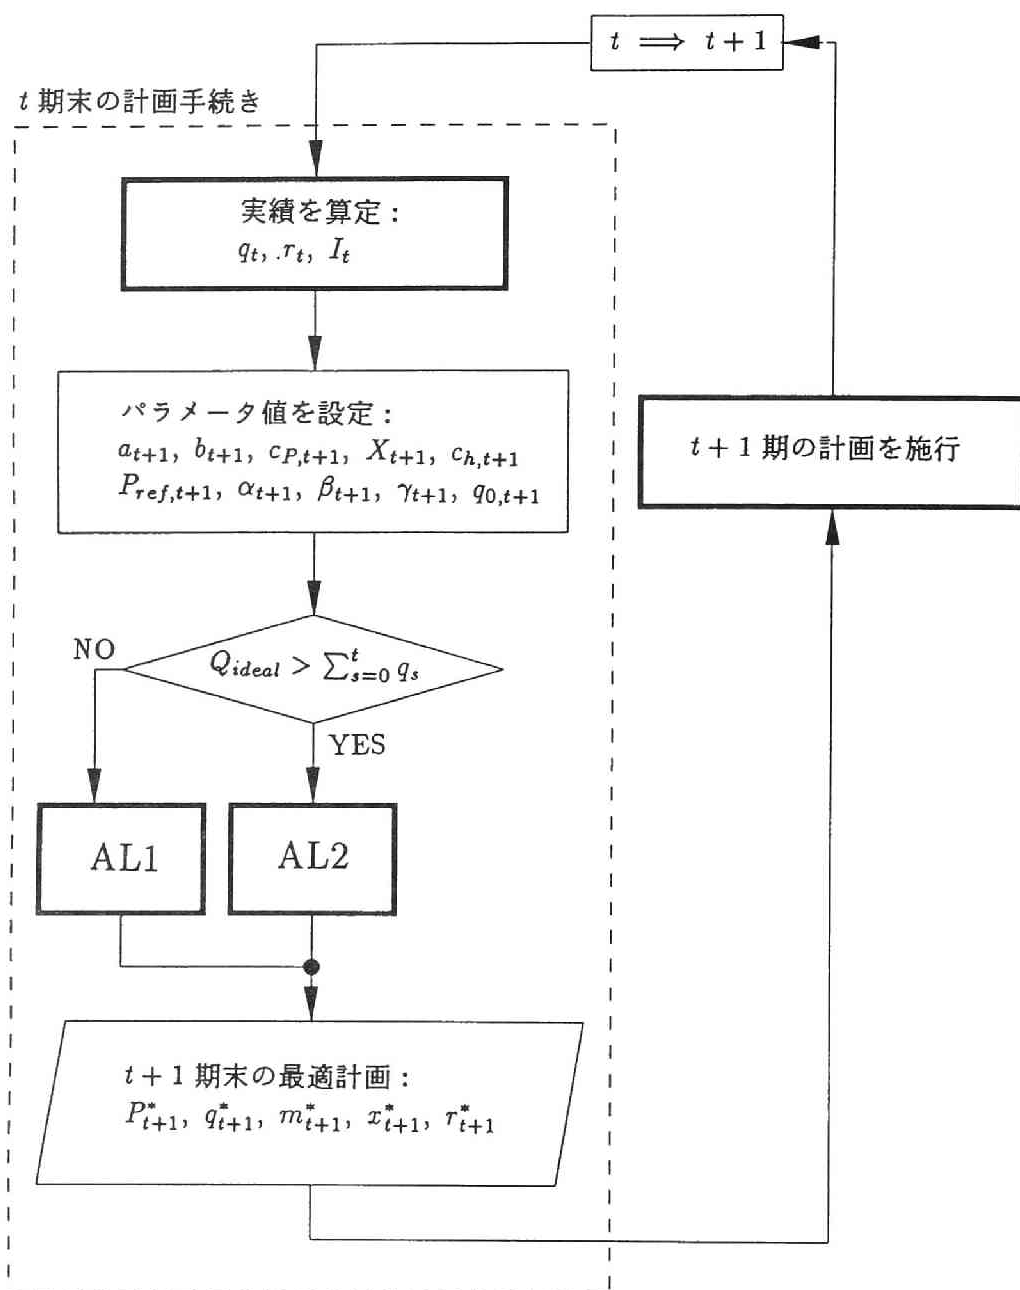 t ⟹ t + 1
t 期末の計画手続き
実績を算定 :
q_t, .r_t, I_t
パラメータ値を設定 :
a_{t+1}, b_{t+1}, c_{P,t+1}, X_{t+1}, c_{h,t+1}
P_{ref,t+1}, α_{t+1}, β_{t+1}, γ_{t+1}, q_{0,t+1}
t + 1 期の計画を施行
NO
Q_{ideal} > ∑_{s=0}^{t} q_s
YES
AL1
AL2
t + 1 期末の最適計画 :
P^*_{t+1}, q^*_{t+1}, m^*_{t+1}, x^*_{t+1}, r^*_{t+1}